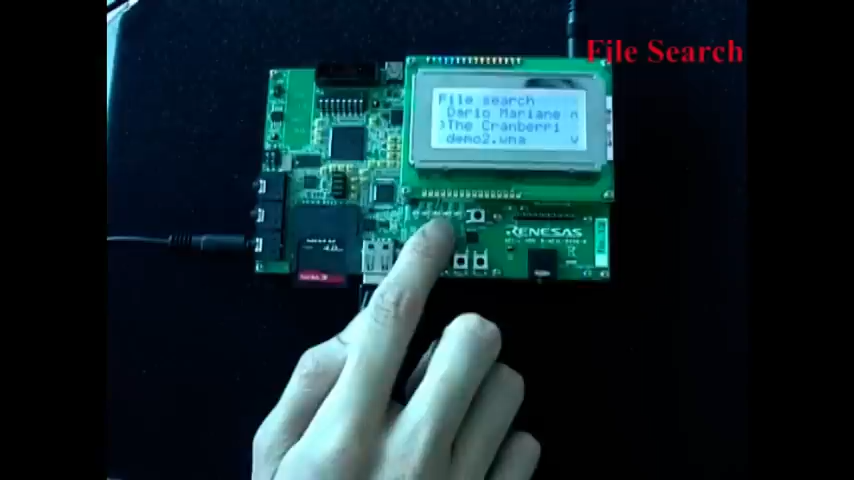 File Search
File search
Dario Mariane n
>The Cranberri
demo2.wma v
RENESAS